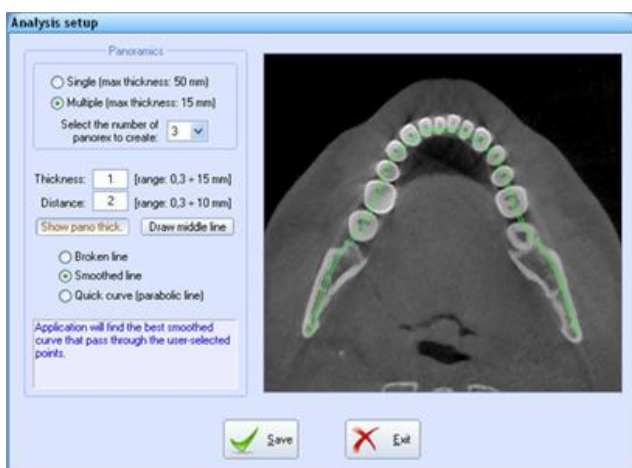 Analysis setup
Panoramics
Single (max thickness: 50 mm)
Multiple (max thickness: 15 mm)
Select the number of
panorex to create: 3
Thickness: 1 [range: 0,3 ÷ 15 mm]
Distance: 2 [range: 0,3 ÷ 10 mm]
Show pano thick. Draw middle line
Broken line
Smoothed line
Quick curve (parabolic line)
Application will find the best smoothed
curve that pass through the user-selected
points.
Save Exit